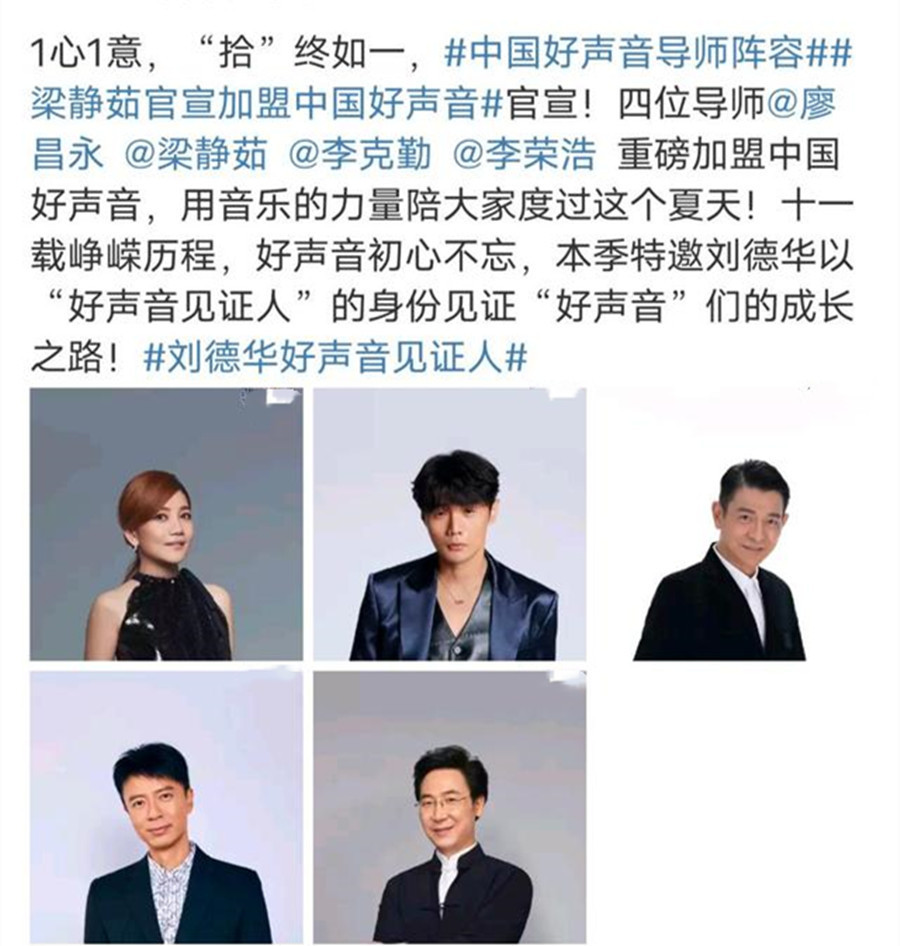 1心1意，“拾”终如一，#中国好声音导师阵容##
梁静茹官宣加盟中国好声音#官宣！四位导师@廖
昌永 @梁静茹 @李克勤 @李荣浩 重磅加盟中国
好声音，用音乐的力量陪大家度过这个夏天！十一
载峥嵘历程，好声音初心不忘，本季特邀刘德华以
“好声音见证人”的身份见证“好声音”们的成长
之路！#刘德华好声音见证人#